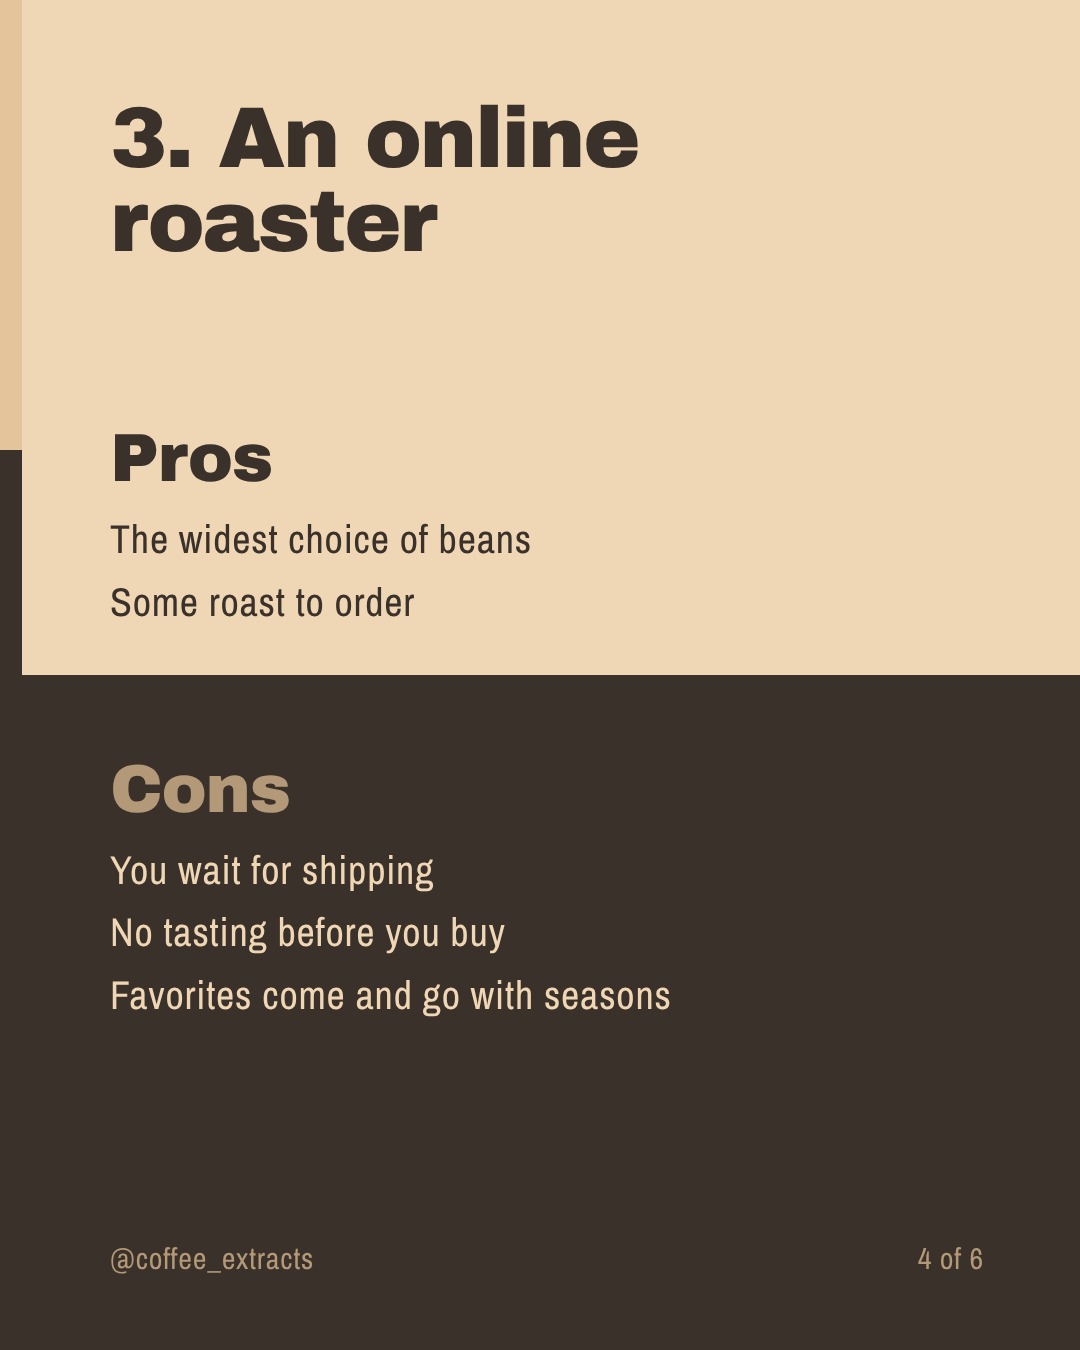 3. An online
roaster
Pros
The widest choice of beans
Some roast to order
Cons
You wait for shipping
No tasting before you buy
Favorites come and go with seasons
@coffee_extracts
4 of 6